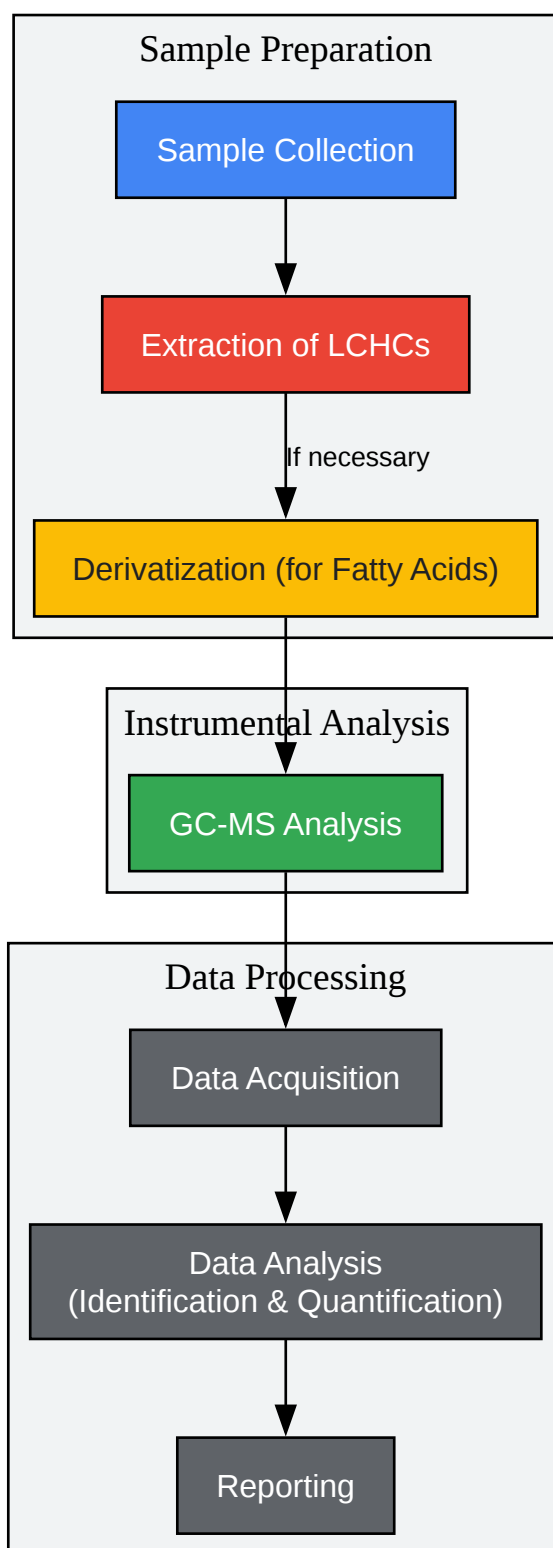 Sample Preparation
Sample Collection
Extraction of LCHCs
If necessary
Derivatization (for Fatty Acids)
Instrumental Analysis
GC-MS Analysis
Data Processing
Data Acquisition
Data Analysis
(Identification & Quantification)
Reporting